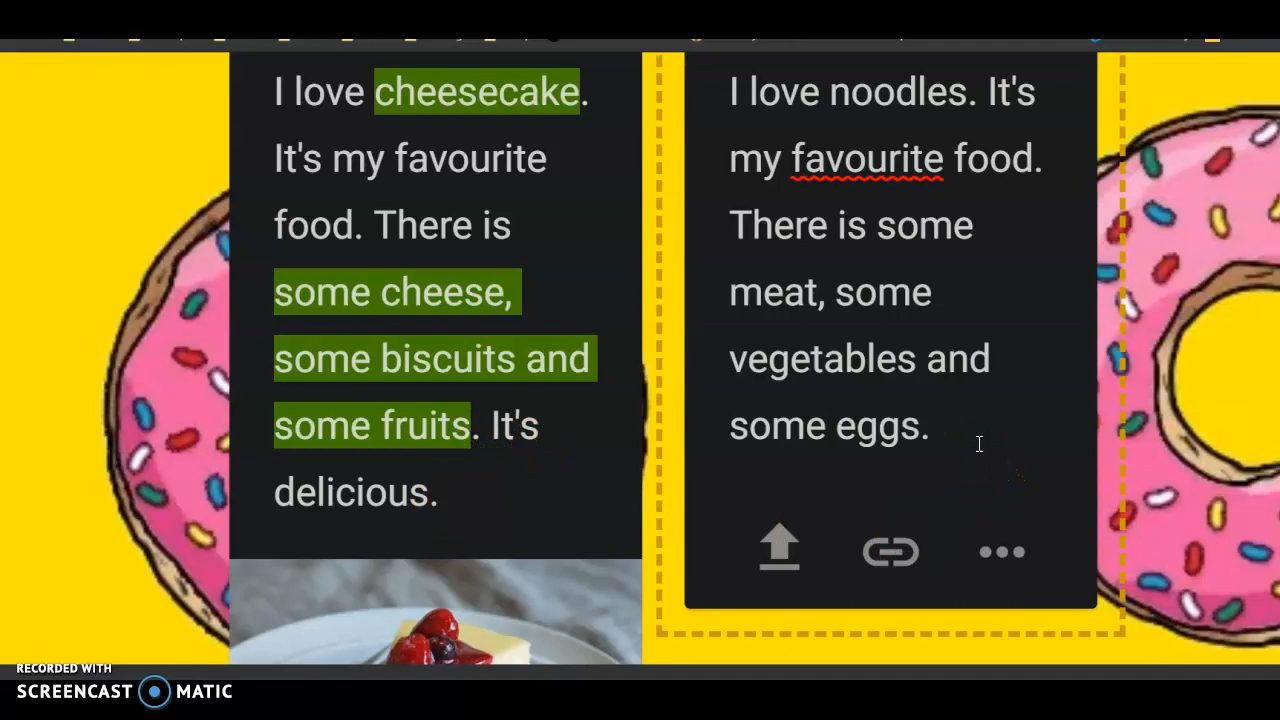 I love cheesecake.
It's my favourite
food. There is
some cheese,
some biscuits and
some fruits. It's
delicious.
I love noodles. It's
my favourite food.
There is some
meat, some
vegetables and
some eggs.
RECORDED WITH
SCREENCAST MATIC